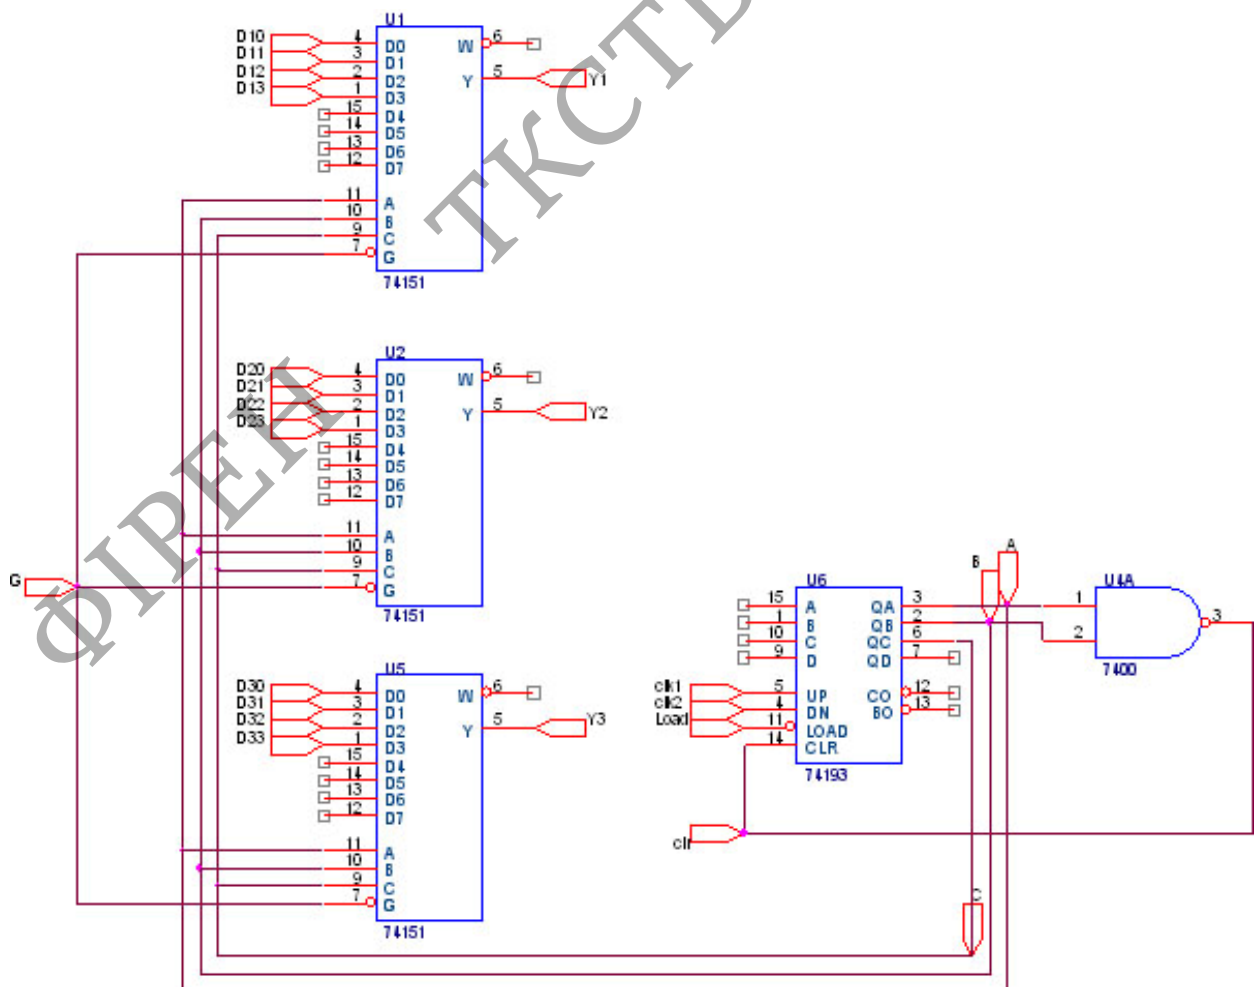 U1
D10 4 D0 W 6
D11 3 D1
D12 2 D2 Y 5 Y1
D13 1 D3
15 D4
14 D5
13 D6
12 D7
11 A
10 B
9 C
7 G
74151
U2
D20 4 D0 W 6
D21 3 D1
D22 2 D2 Y 5 Y2
D23 1 D3
15 D4
14 D5
13 D6
12 D7
11 A
10 B
9 C
G 7 G
74151
U5
D30 4 D0 W 6
D31 3 D1
D32 2 D2 Y 5 Y3
D33 1 D3
15 D4
14 D5
13 D6
12 D7
11 A
10 B
9 C
7 G
74151
B A
U6
15 A QA 3
1 B QB 2
10 C QC 6
9 D QD 7
clk1 5 UP CO 12
clk2 4 DN BO 13
Load 11 LOAD
14 CLR
74193
clr
C
U4A
1
2
3
7400
ФІРЕН ТКСТБ